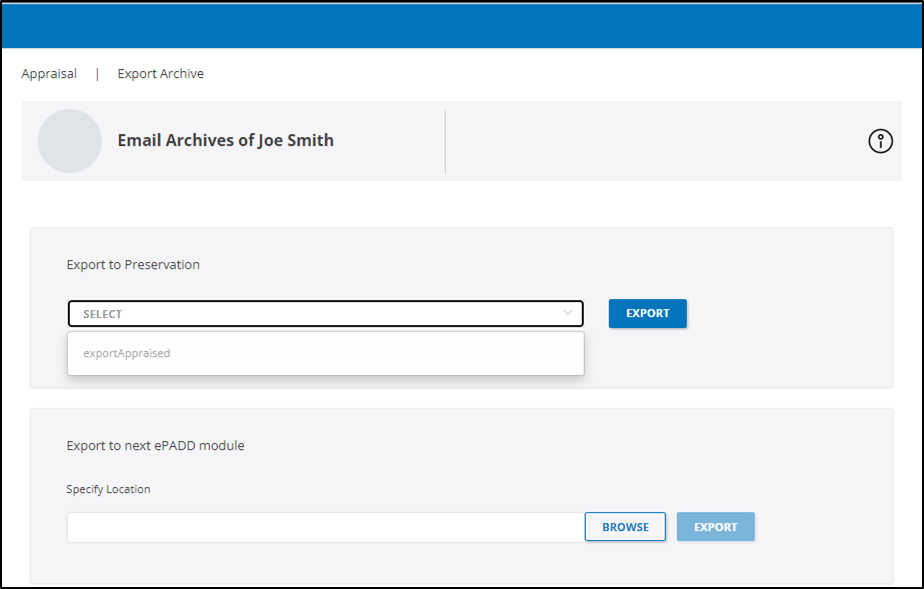 Appraisal | Export Archive
Email Archives of Joe Smith
Export to Preservation
SELECT
EXPORT
exportAppraised
Export to next ePADD module
Specify Location
BROWSE
EXPORT